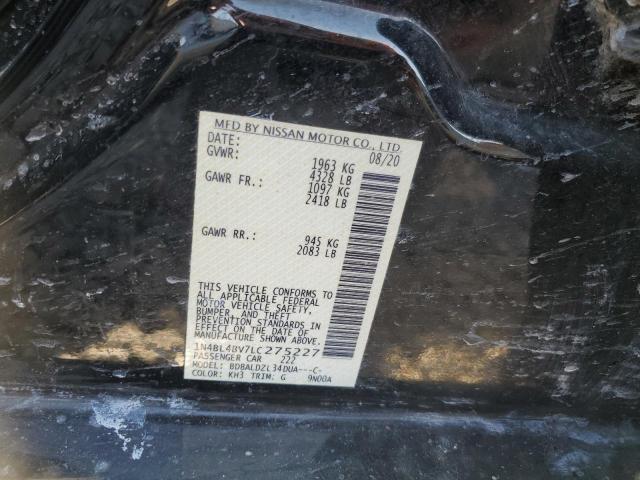 MFD BY NISSAN MOTOR CO., LTD.
DATE: 08/20
GVWR: 1963 KG
4328 LB
GAWR FR.: 1097 KG
2418 LB
GAWR RR.: 945 KG
2083 LB
THIS VEHICLE CONFORMS TO
ALL APPLICABLE FEDERAL
MOTOR VEHICLE SAFETY,
BUMPER, AND THEFT
PREVENTION STANDARDS IN
EFFECT ON THE DATE OF
MANUFACTURE SHOWN ABOVE.
1N4BL4BV7LC275227
PASSENGER CAR 222
MODEL: BDBALDZL34DUA---C-
COLOR: KH3 TRIM: G 9N00A